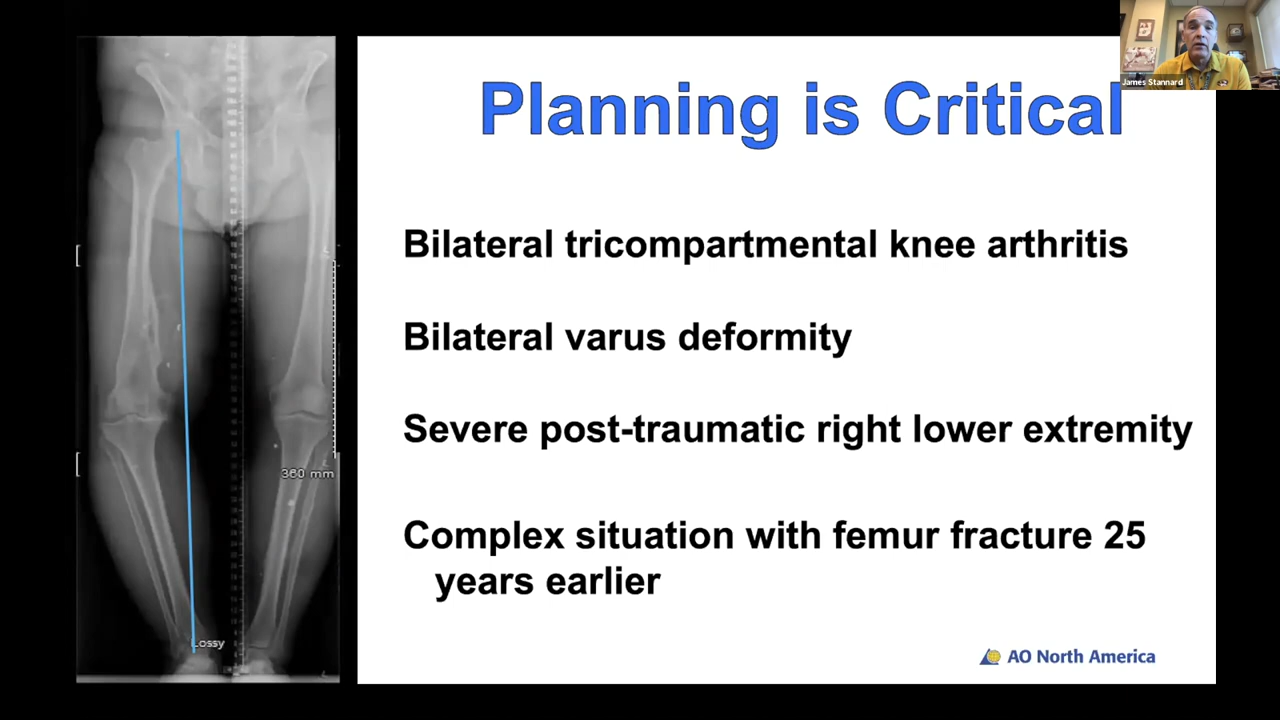 James Stannard
Planning is Critical
Bilateral tricompartmental knee arthritis
Bilateral varus deformity
Severe post-traumatic right lower extremity
360 mm
Complex situation with femur fracture 25
years earlier
Lossy
AO North America